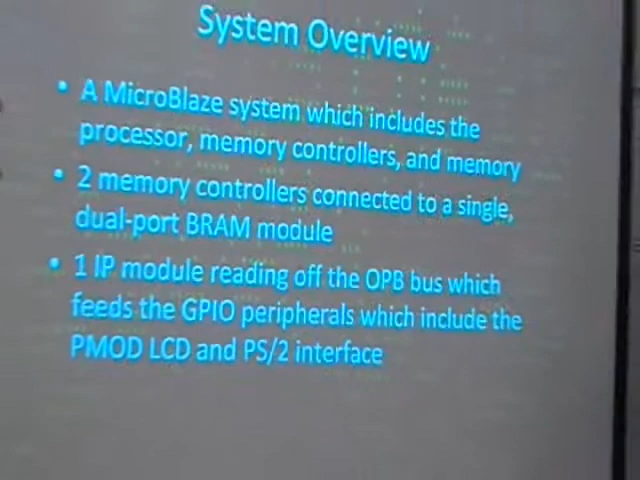 System Overview
• A MicroBlaze system which includes the
processor, memory controllers, and memory
• 2 memory controllers connected to a single,
dual-port BRAM module
• 1 IP module reading off the OPB bus which
feeds the GPIO peripherals which include the
PMOD LCD and PS/2 interface